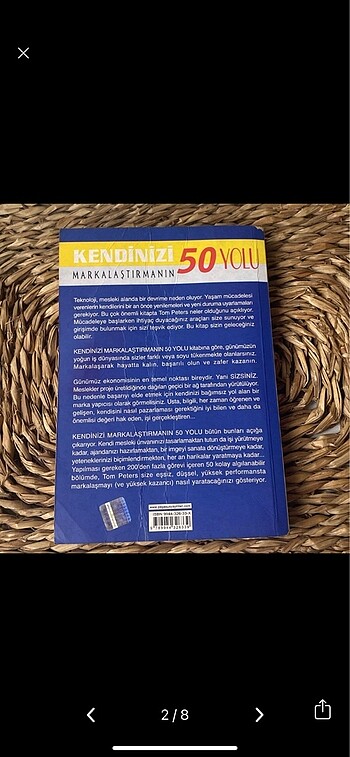 KENDİNİZİ
MARKALAŞTIRMANIN 50 YOLU
Teknoloji, mesleki alanda bir devrime neden oluyor. Yaşam mücadelesi
verenlerin kendilerini bir an önce yenilemeleri ve yeni duruma uyarlamaları
gerekiyor. Bu çok önemli kitapta Tom Peters neler olduğunu açıklıyor.
Mücadeleye başlarken ihtiyaç duyacağınız araçları size sunuyor ve
girişimde bulunmak için sizi teşvik ediyor. Bu kitap sizin geleceğiniz
olabilir.
KENDİNİZİ MARKALAŞTIRMANIN 50 YOLU kitabına göre, günümüzün
yoğun iş dünyasında sizler farklı veya soyu tükenmekte olanlarsınız.
Markalaşarak hayatta kalın, başarılı olun ve zafer kazanın.
Günümüz ekonomisinin en temel noktası bireydir. Yani SİZSİNİZ.
Meslekler proje üretildiğinde dağılan geçici bir ağ tarafından yürütülüyor.
Bu nedenle başarıyı elde etmek için kendinizi bağımsız yol alan bir
marka yapıcısı olarak görmelisiniz. Usta, bilgili, her zaman öğrenen ve
gelişen, kendisini nasıl pazarlaması gerektiğini iyi bilen ve daha da
önemlisi değeri hak eden, işi gerçekleştiren...
KENDİNİZİ MARKALAŞTIRMANIN 50 YOLU bütün bunları açığa
çıkarıyor. Kendi mesleki ünvanınızı tasarlamaktan tutun da işi yürütmeye
kadar, ajandanızı hazırlamaktan, bir imgeyi sanata dönüştürmeye kadar,
yeteneklerinizi biçimlendirmekten, her an harikalar yaratmaya kadar...
Yapılması gereken 200'den fazla görevi içeren 50 kolay algılanabilir
bölümde, Tom Peters size eşsiz, düşsel, yüksek performansta
markalaşmayı (ve yüksek kazancı) nasıl yaratacağınızı gösteriyor.
2 / 8